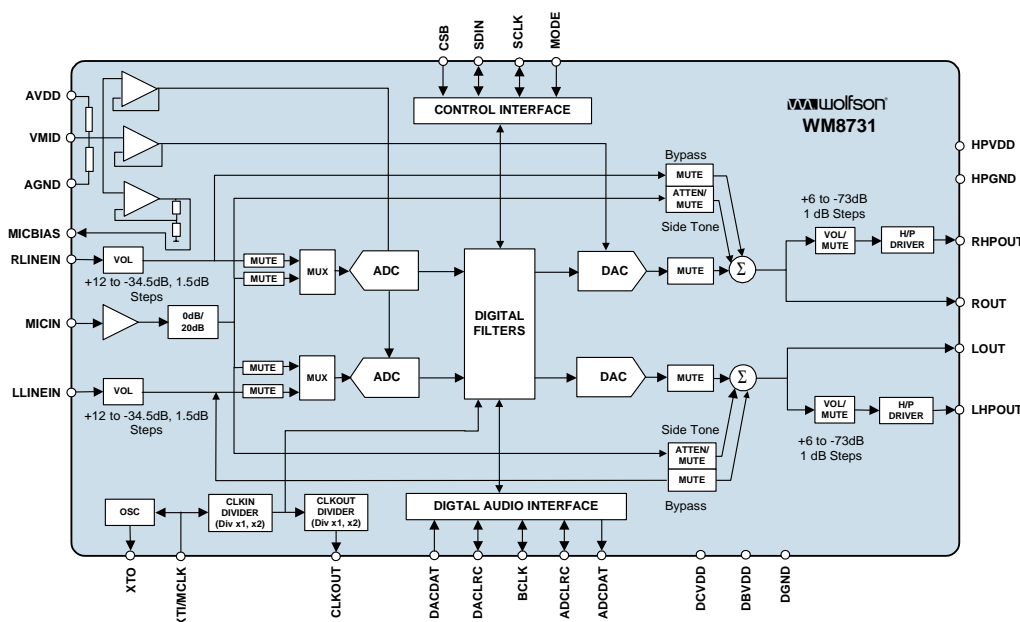 CSB
SDIN
SCLK
MODE
AVDD
VMID
AGND
MICBIAS
RLINEIN
MICIN
LLINEIN
CONTROL INTERFACE
wolfson
WM8731
HPVDD
HPGND
RHPOUT
ROUT
LOUT
LHPOUT
Bypass
MUTE
ATTEN/
MUTE
Side Tone
+6 to -73dB
1 dB Steps
VOL/
MUTE
H/P
DRIVER
VOL
+12 to -34.5dB, 1.5dB
Steps
MUTE
MUTE
MUX
ADC
DIGITAL
FILTERS
DAC
MUTE
Σ
0dB/
20dB
VOL
+12 to -34.5dB, 1.5dB
Steps
MUTE
MUTE
MUX
ADC
DAC
MUTE
Σ
VOL/
MUTE
H/P
DRIVER
+6 to -73dB
1 dB Steps
Side Tone
ATTEN/
MUTE
MUTE
Bypass
OSC
CLKIN
DIVIDER
(Div x1, x2)
CLKOUT
DIVIDER
(Div x1, x2)
DIGTAL AUDIO INTERFACE
XTO
XTI/MCLK
CLKOUT
DACDAT
DACLRC
BCLK
ADCLRC
ADCDAT
DCVDD
DBVDD
DGND